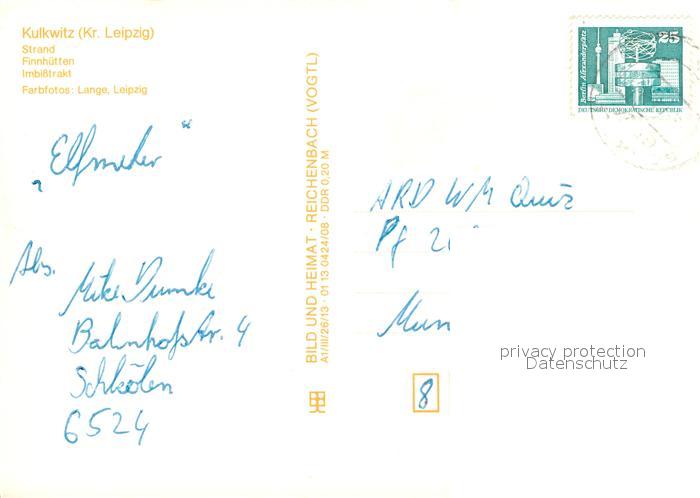 Kulkwitz (Kr. Leipzig)
Strand
Finnhütten
Imbißtrakt
Farbfotos: Lange, Leipzig
„Elfmeter“
Abs.
Mike Dumke
Bahnhofstr. 4
Schkölen
6524
BILD UND HEIMAT · REICHENBACH (VOGTL)
A1/III/26/13 · 01 13 0424/08 · DDR 0,20 M
25
Berlin, Alexanderplatz
DEUTSCHE DEMOKRATISCHE REPUBLIK
ARD WM Quiz
Pf 21
Mün
8
privacy protection
Datenschutz